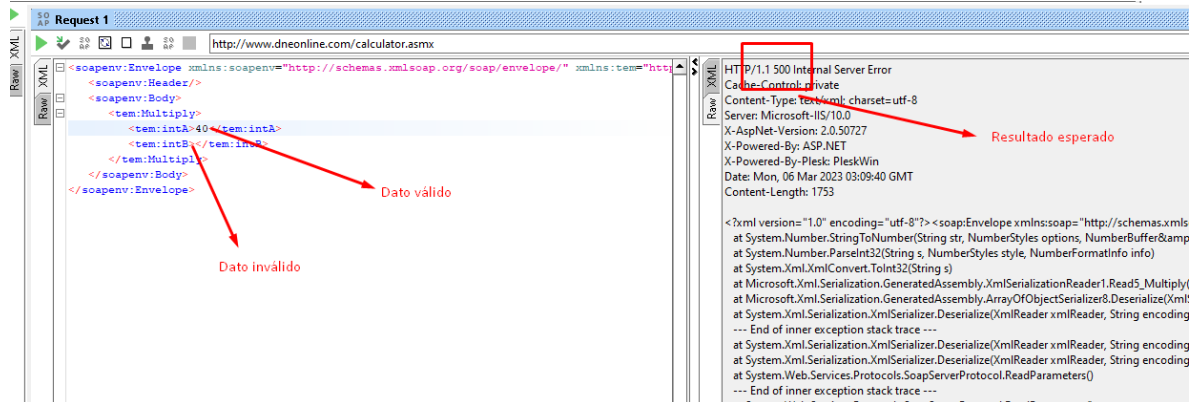 SOAP Request 1
http://www.dneonline.com/calculator.asmx
XML
Raw
XML
Raw
<soapenv:Envelope xmlns:soapenv="http://schemas.xmlsoap.org/soap/envelope/" xmlns:tem="http
<soapenv:Header/>
<soapenv:Body>
<tem:Multiply>
<tem:intA>40</tem:intA>
<tem:intB></tem:intB>
</tem:Multiply>
</soapenv:Body>
</soapenv:Envelope>
Dato válido
Dato inválido
XML
Raw
HTTP/1.1 500 Internal Server Error
Cache-Control: private
Content-Type: text/xml; charset=utf-8
Server: Microsoft-IIS/10.0
X-AspNet-Version: 2.0.50727
X-Powered-By: ASP.NET
X-Powered-By-Plesk: PleskWin
Date: Mon, 06 Mar 2023 03:09:40 GMT
Content-Length: 1753
Resultado esperado
<?xml version="1.0" encoding="utf-8"?><soap:Envelope xmlns:soap="http://schemas.xmls
at System.Number.StringToNumber(String str, NumberStyles options, NumberBuffer&amp
at System.Number.ParseInt32(String s, NumberStyles style, NumberFormatInfo info)
at System.Xml.XmlConvert.ToInt32(String s)
at Microsoft.Xml.Serialization.GeneratedAssembly.XmlSerializationReader1.Read5_Multiply(
at Microsoft.Xml.Serialization.GeneratedAssembly.ArrayOfObjectSerializer8.Deserialize(XmlS
at System.Xml.Serialization.XmlSerializer.Deserialize(XmlReader xmlReader, String encoding
--- End of inner exception stack trace ---
at System.Xml.Serialization.XmlSerializer.Deserialize(XmlReader xmlReader, String encoding
at System.Xml.Serialization.XmlSerializer.Deserialize(XmlReader xmlReader, String encoding
at System.Web.Services.Protocols.SoapServerProtocol.ReadParameters()
--- End of inner exception stack trace ---